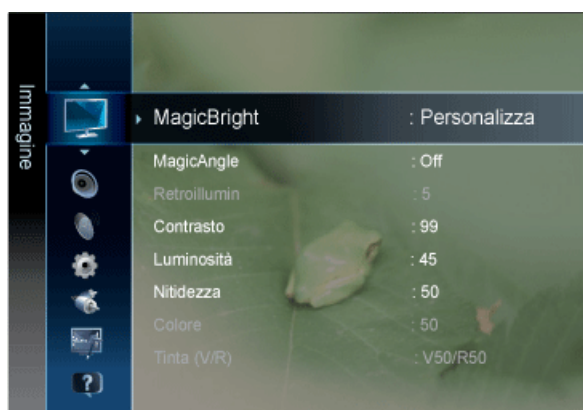 Immagine
MagicBright : Personalizza
MagicAngle : Off
Retroillumin : 5
Contrasto : 99
Luminosità : 45
Nitidezza : 50
Colore : 50
Tinta (V/R) : V50/R50